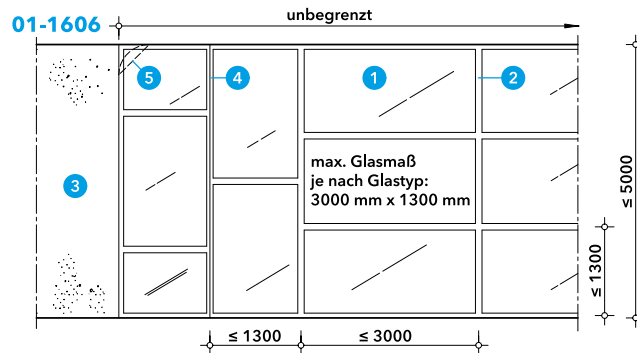 01-1606
unbegrenzt
5
4
1
2
3
max. Glasmaß
je nach Glastyp:
3000 mm x 1300 mm
≤ 5000
≤ 1300
≤ 1300
≤ 3000